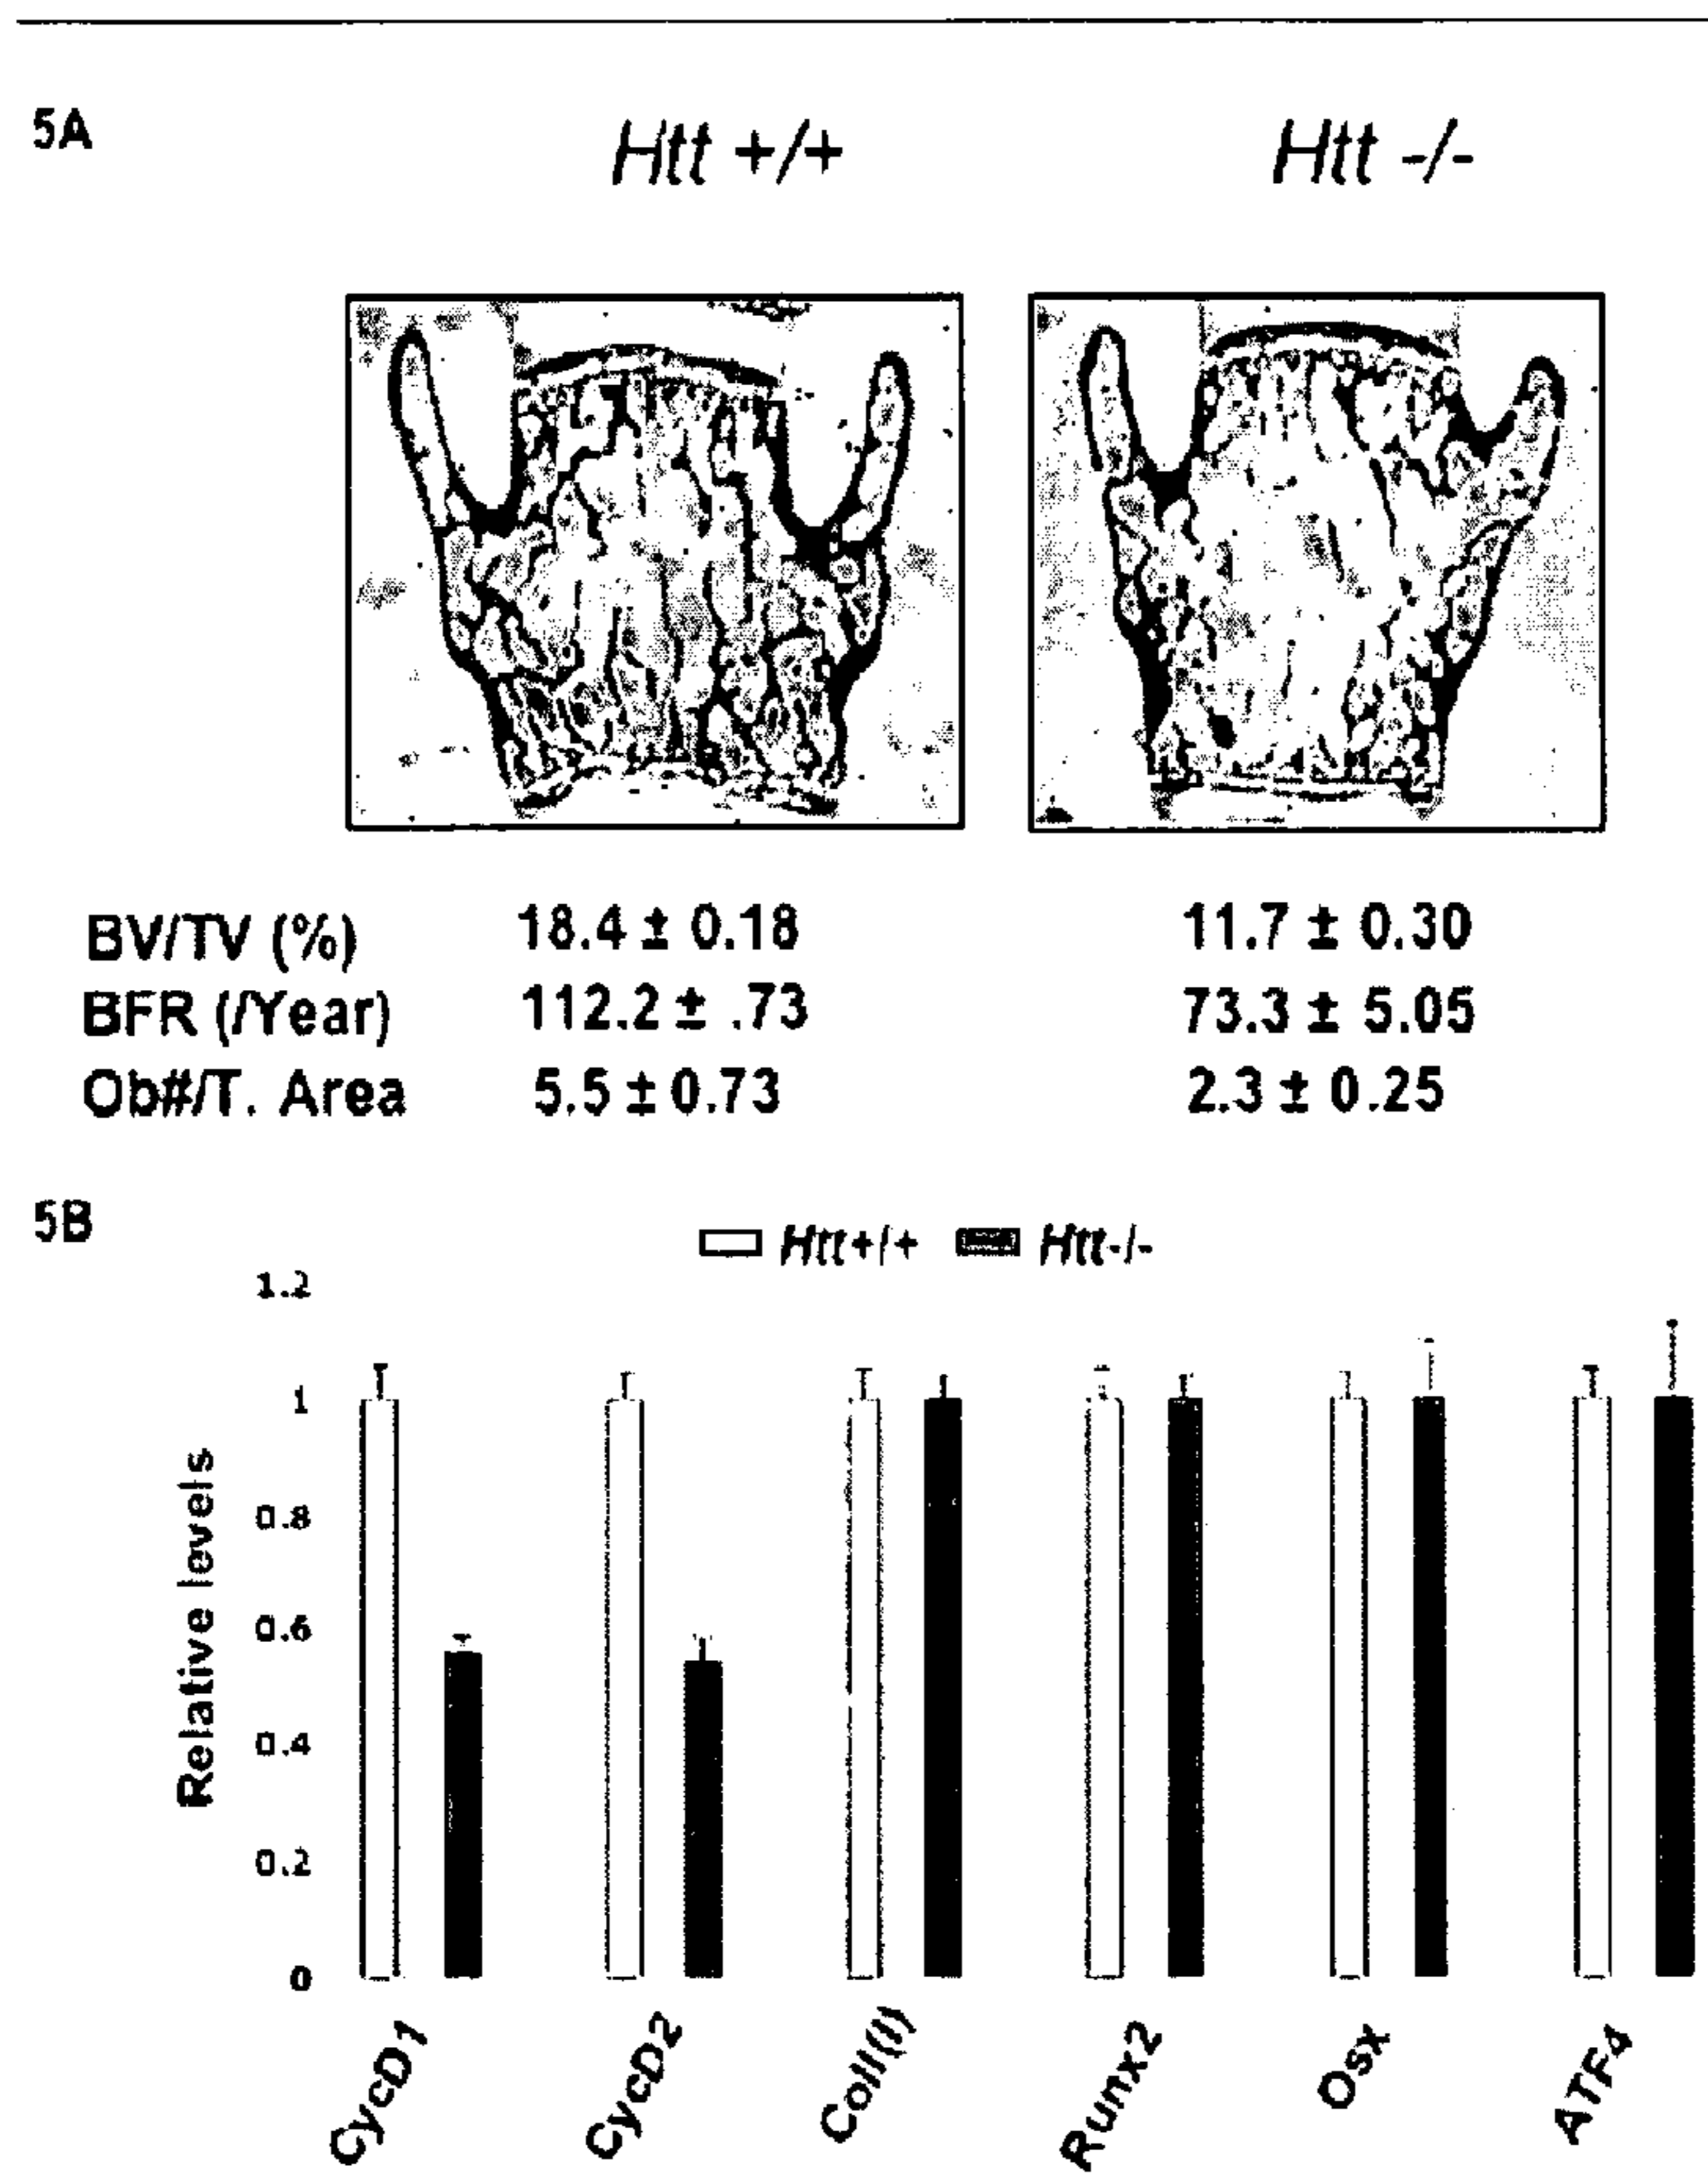 5A
Htt +/+ Htt -/-
BV/TV (%) 18.4 ± 0.18 11.7 ± 0.30
BFR (/Year) 112.2 ± .73 73.3 ± 5.05
Ob#/T. Area 5.5 ± 0.73 2.3 ± 0.25
5B
Htt+/+ Htt-/-
1.2
1
0.8
0.6
0.4
0.2
0
Relative levels
CycD1 CycD2 Coll(I) Runx2 Osx ATF4